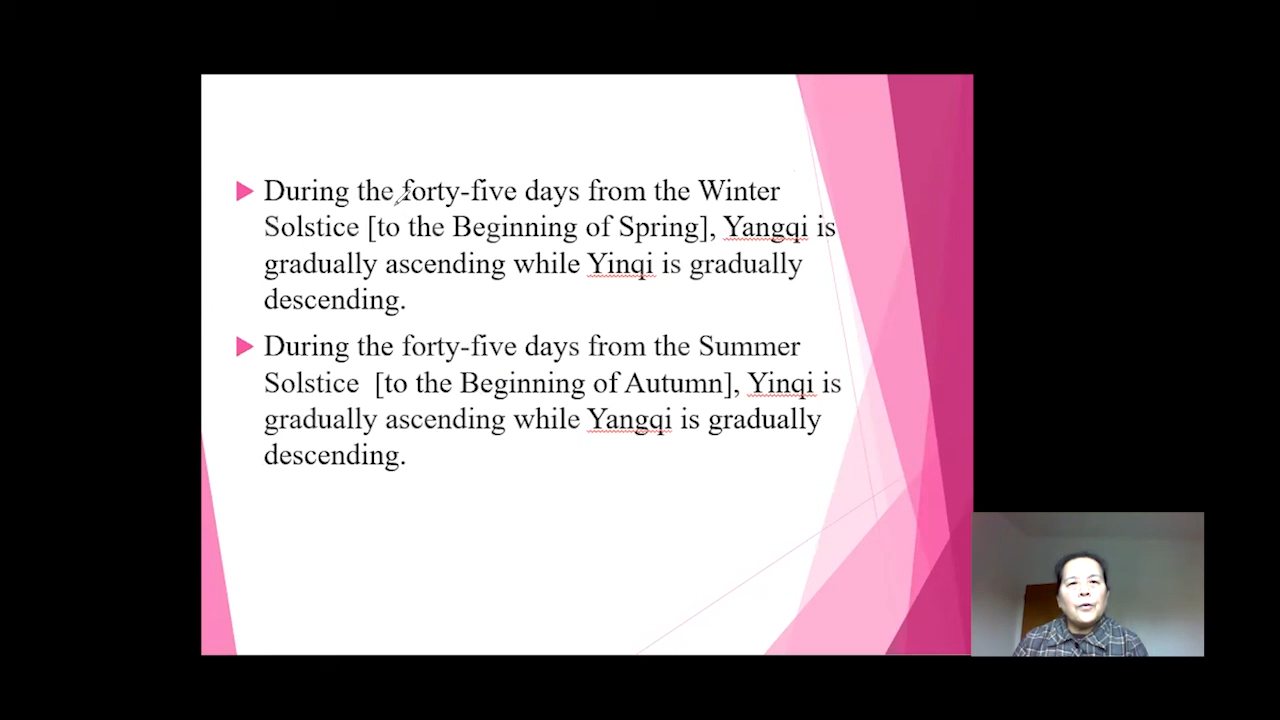 During the forty-five days from the Winter
Solstice [to the Beginning of Spring], Yangqi is
gradually ascending while Yinqi is gradually
descending.
During the forty-five days from the Summer
Solstice [to the Beginning of Autumn], Yinqi is
gradually ascending while Yangqi is gradually
descending.